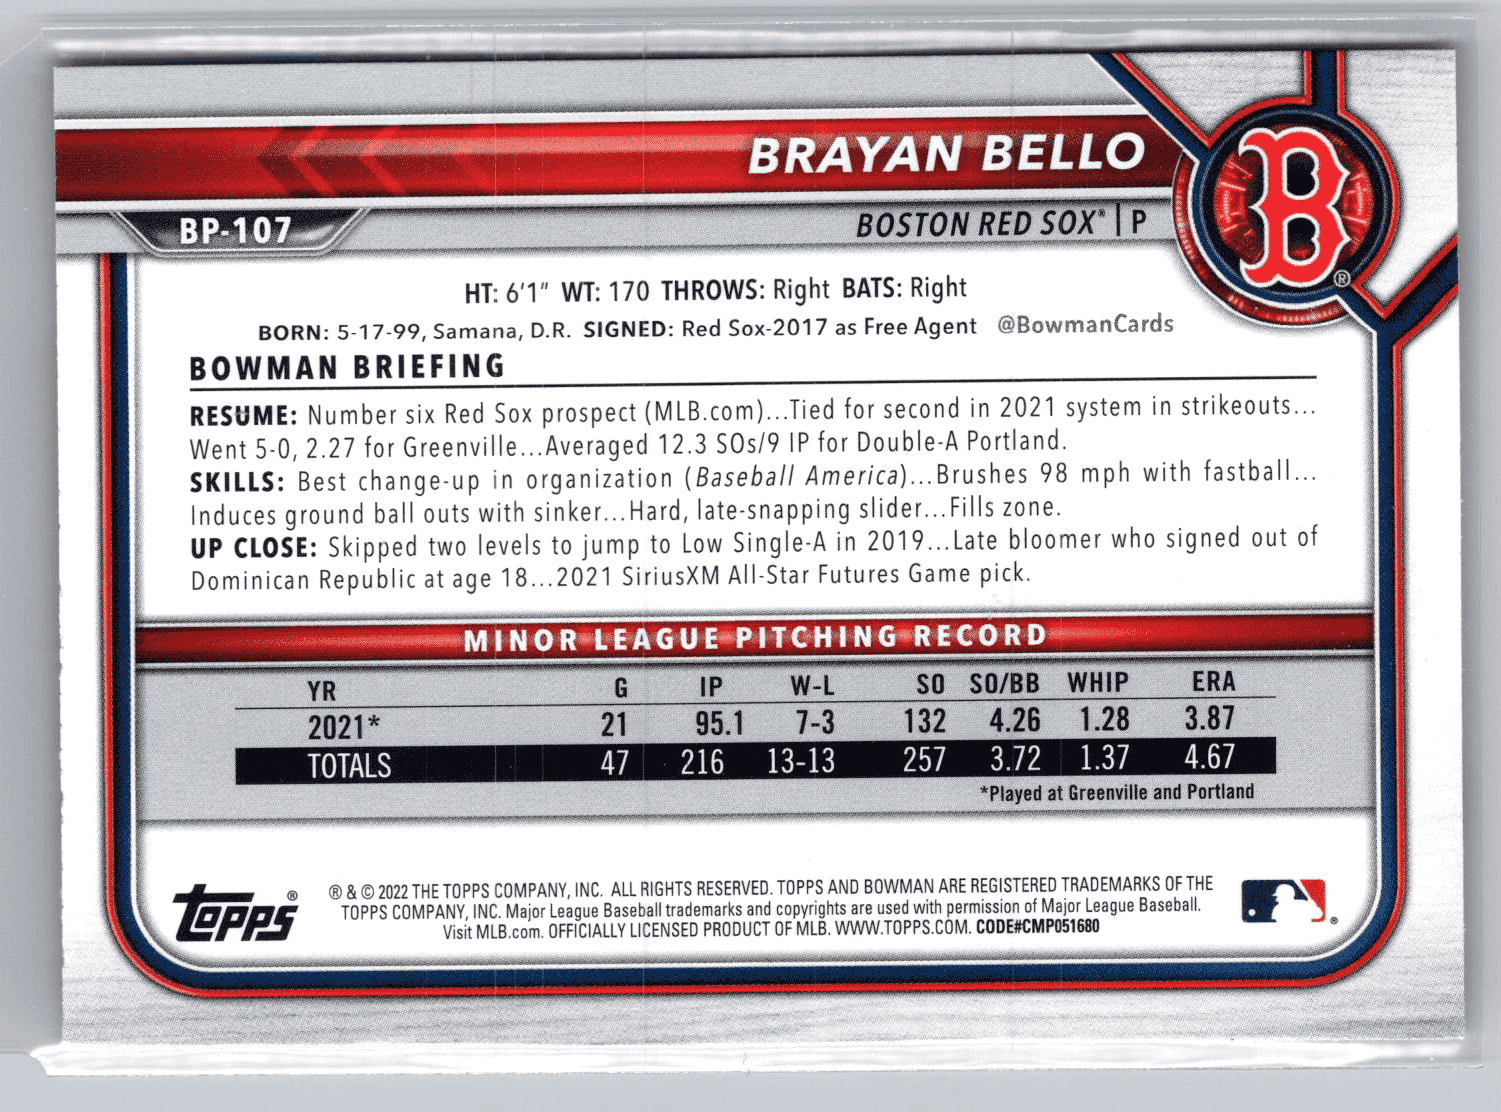 BRAYAN BELLO
B
®
BP-107
BOSTON RED SOX® | P
HT: 6'1" WT: 170 THROWS: Right BATS: Right
BORN: 5-17-99, Samana, D.R. SIGNED: Red Sox-2017 as Free Agent @BowmanCards
BOWMAN BRIEFING
RESUME: Number six Red Sox prospect (MLB.com)...Tied for second in 2021 system in strikeouts...
Went 5-0, 2.27 for Greenville...Averaged 12.3 SOs/9 IP for Double-A Portland.
SKILLS: Best change-up in organization (Baseball America)...Brushes 98 mph with fastball...
Induces ground ball outs with sinker...Hard, late-snapping slider...Fills zone.
UP CLOSE: Skipped two levels to jump to Low Single-A in 2019...Late bloomer who signed out of
Dominican Republic at age 18...2021 SiriusXM All-Star Futures Game pick.
MINOR LEAGUE PITCHING RECORD
YR G IP W-L SO SO/BB WHIP ERA
2021* 21 95.1 7-3 132 4.26 1.28 3.87
TOTALS 47 216 13-13 257 3.72 1.37 4.67
*Played at Greenville and Portland
Topps®
® & © 2022 THE TOPPS COMPANY, INC. ALL RIGHTS RESERVED. TOPPS AND BOWMAN ARE REGISTERED TRADEMARKS OF THE
TOPPS COMPANY, INC. Major League Baseball trademarks and copyrights are used with permission of Major League Baseball.
Visit MLB.com. OFFICIALLY LICENSED PRODUCT OF MLB. WWW.TOPPS.COM. CODE#CMP051680
®